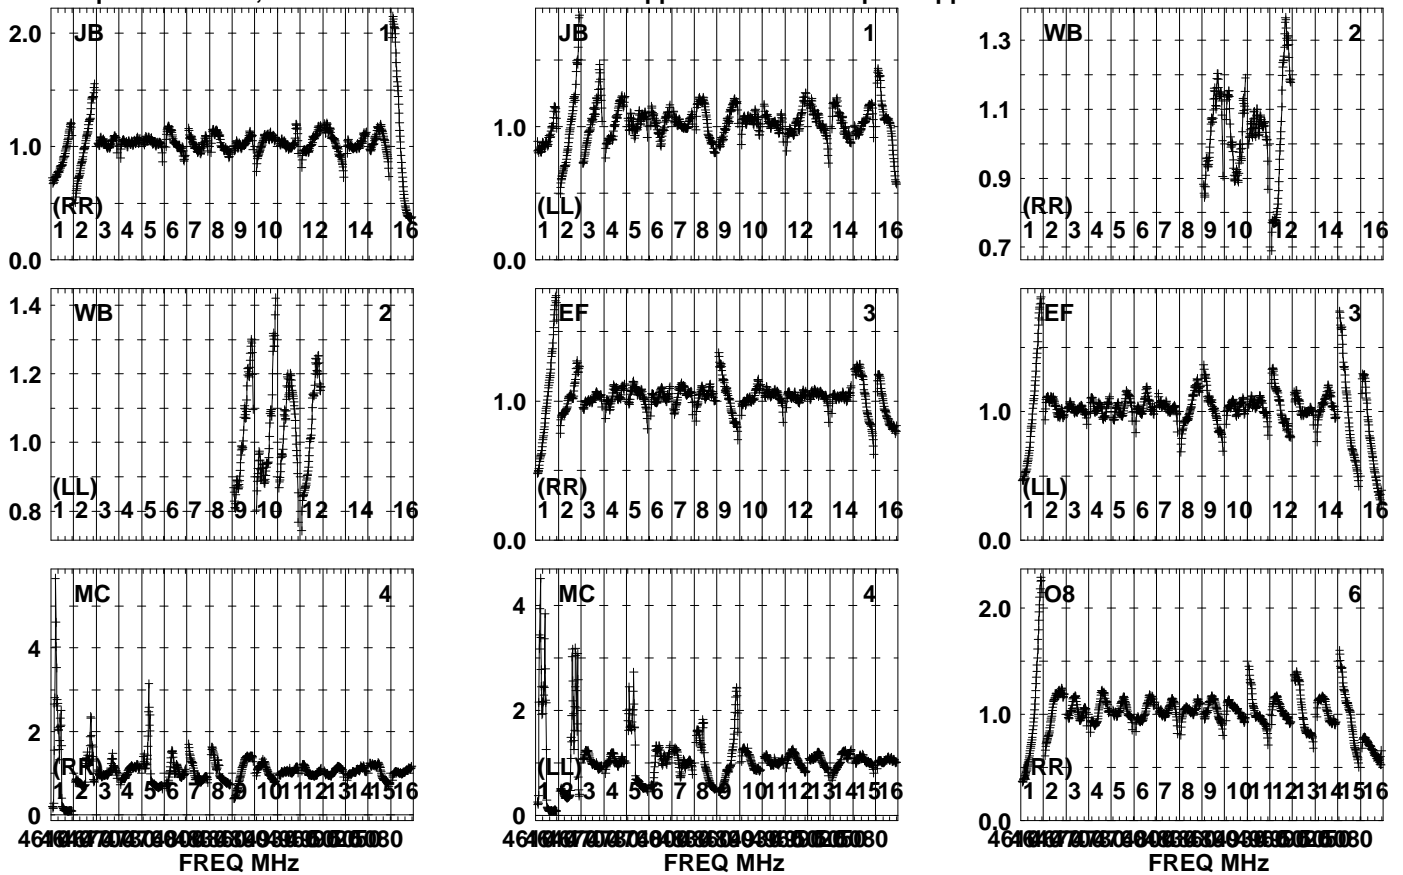 JB 1
2.0
1.0
(RR)
1 2 3 4 5 6 7 8 9 10 12 14 16
0.0
JB 1
1.0
(LL)
1 2 3 4 5 6 7 8 9 10 12 14 16
0.0
WB 2
1.3
1.1
0.9
(RR)
1 2 3 4 5 6 7 8 9 10 12 14 16
0.7
WB 2
1.4
1.2
1.0
(LL)
1 2 3 4 5 6 7 8 9 10 12 14 16
0.8
EF 3
1.0
(RR)
1 2 3 4 5 6 7 8 9 10 12 14 16
0.0
EF 3
1.0
(LL)
1 2 3 4 5 6 7 8 9 10 12 14 16
0.0
MC 4
4
2
(RR)
1 2 3 4 5 6 7 8 9 10 11 12 13 14 15 16
0
FREQ MHz
MC 4
4
2
(LL)
1 2 3 4 5 6 7 8 9 10 11 12 13 14 15 16
0
FREQ MHz
O8 6
2.0
1.0
(RR)
1 2 3 4 5 6 7 8 9 10 11 12 13 14 15 16
0.0
FREQ MHz